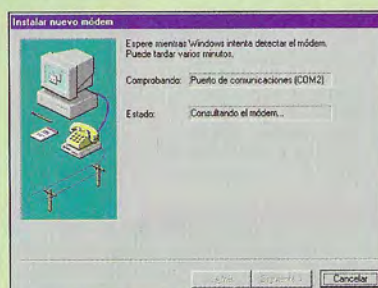 Instalar nuevo módem
Espere mientras Windows intenta detectar el módem.
Puede tardar varios minutos.
Comprobando: Puerto de comunicaciones (COM2)
Estado: Consultando el módem...
Cancelar